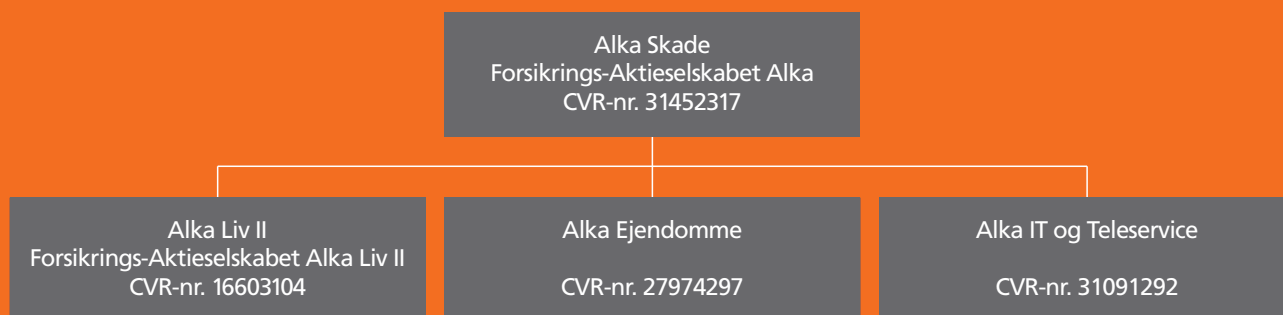 Alka Skade
Forsikrings-Aktieselskabet Alka
CVR-nr. 31452317
Alka Liv II
Forsikrings-Aktieselskabet Alka Liv II
CVR-nr. 16603104
Alka Ejendomme
CVR-nr. 27974297
Alka IT og Teleservice
CVR-nr. 31091292